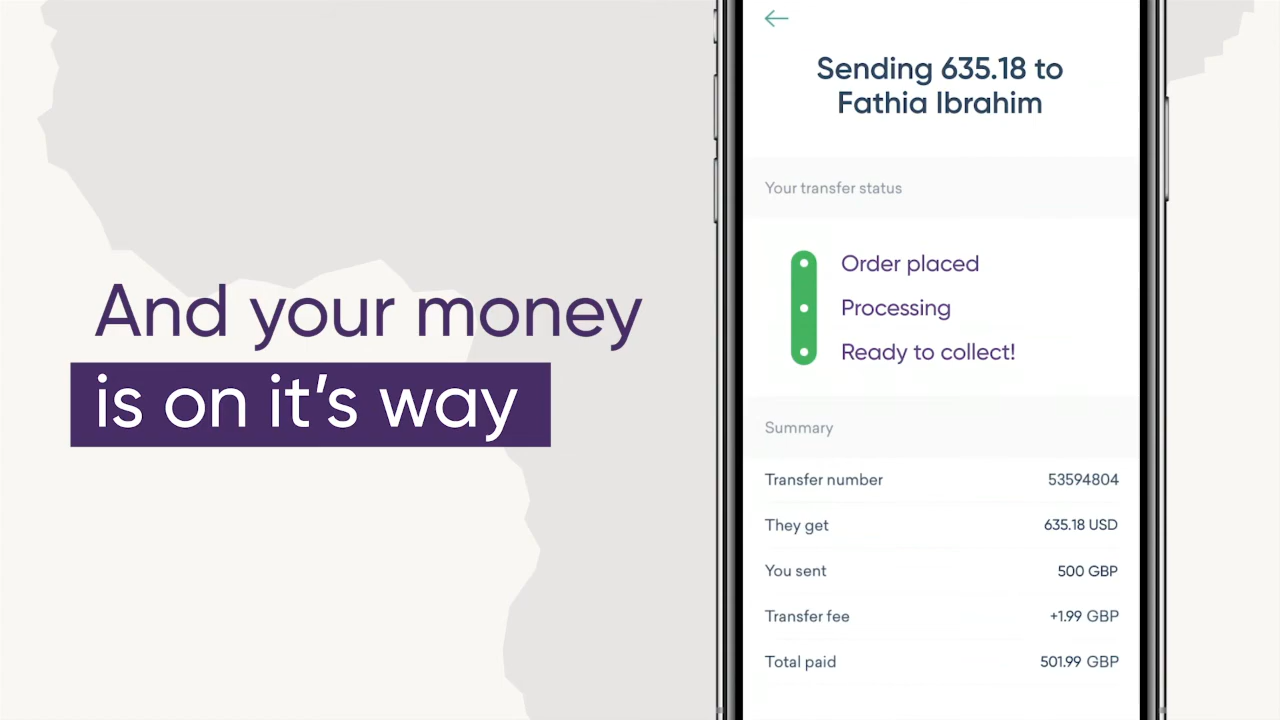 And your money
is on it's way
Sending 635.18 to
Fathia Ibrahim
Your transfer status
Order placed
Processing
Ready to collect!
Summary
Transfer number 53594804
They get 635.18 USD
You sent 500 GBP
Transfer fee +1.99 GBP
Total paid 501.99 GBP